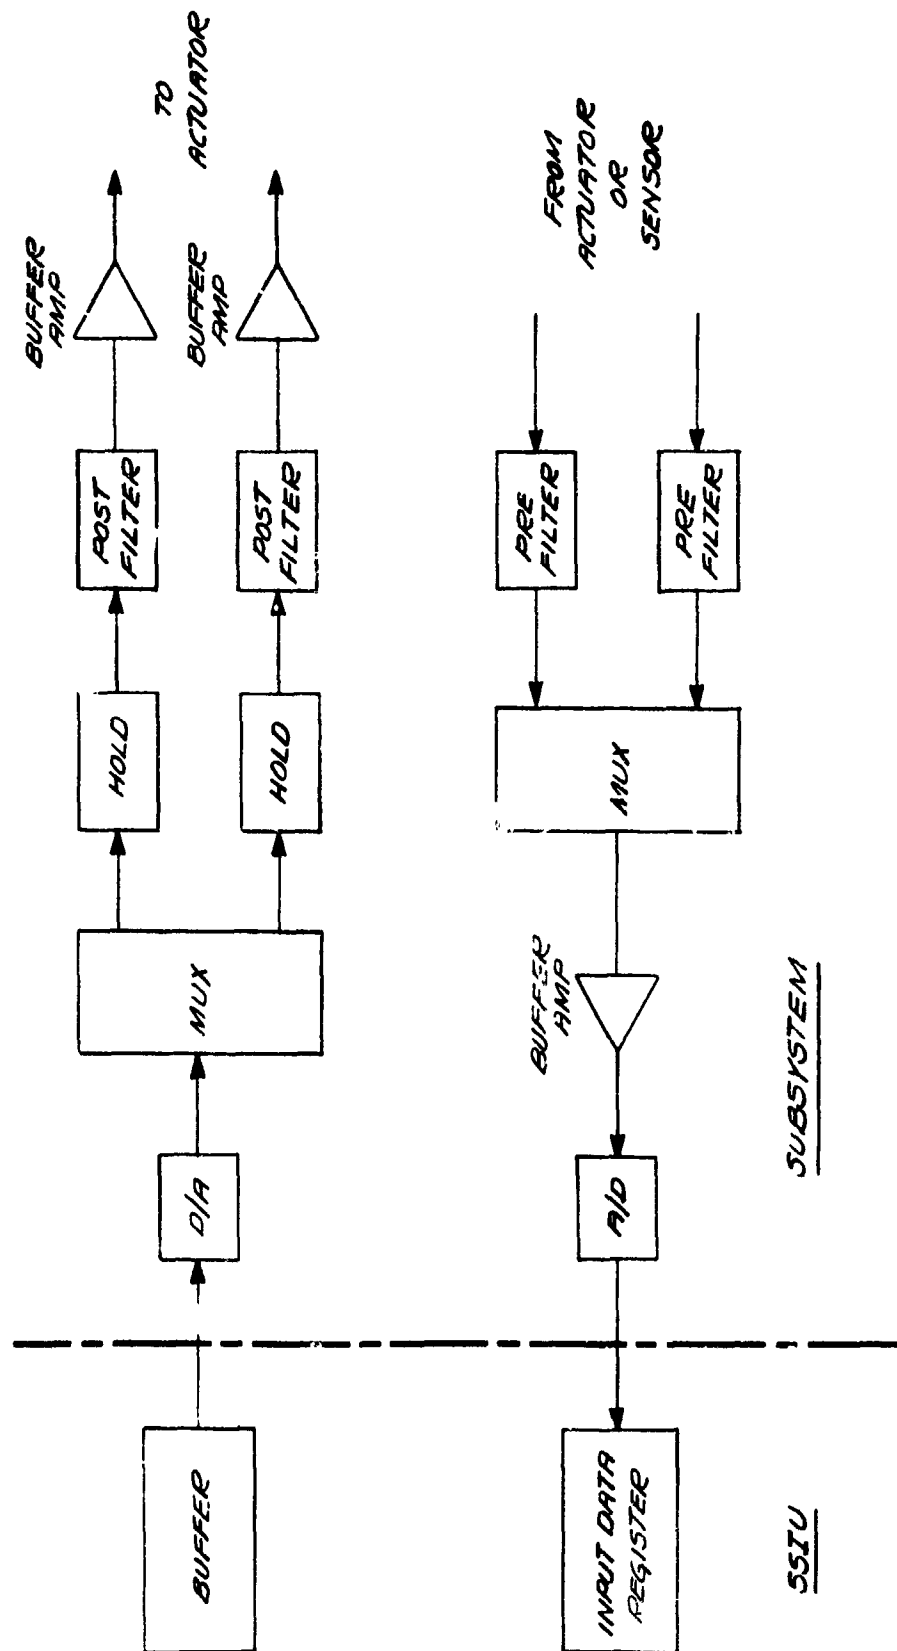 BUFFER
D/A
MUX
HOLD
HOLD
POST
FILTER
POST
FILTER
BUFFER
AMP
BUFFER
AMP
TO
ACTUATOR
INPUT DATA
REGISTER
A/D
BUFFER
AMP
MUX
PRE
FILTER
PRE
FILTER
FROM
ACTUATOR
OR
SENSOR
SSIU
SUBSYSTEM